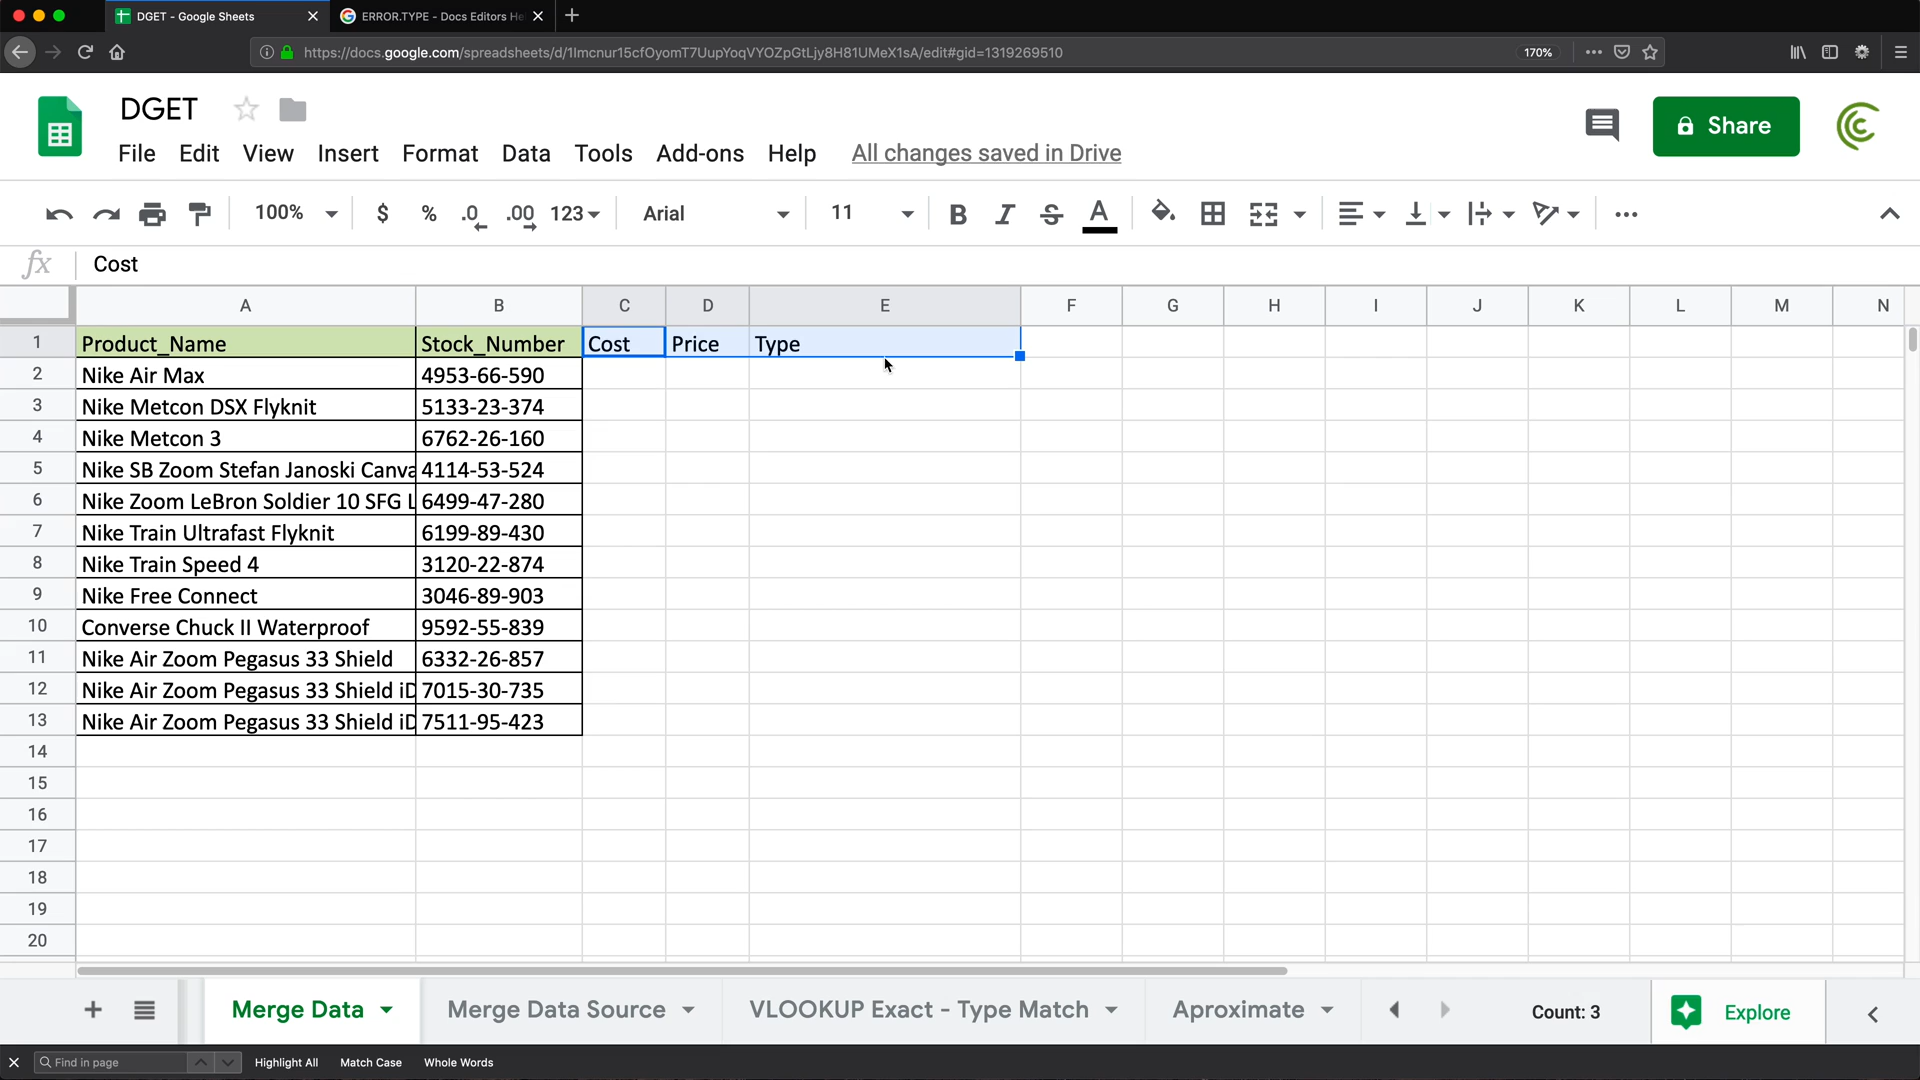 DGET - Google Sheets
ERROR.TYPE - Docs Editors He
https://docs.google.com/spreadsheets/d/1Imcnur15cfOyomT7UupYoqVYOZpGtLjy8H81UMeX1sA/edit#gid=1319269510
170%
DGET
Share
File Edit View Insert Format Data Tools Add-ons Help All changes saved in Drive
100% $ % .0 .00 123 Arial 11 B I S A
fx Cost
A B C D E F G H I J K L M N
1 Product_Name Stock_Number Cost Price Type
2 Nike Air Max 4953-66-590
3 Nike Metcon DSX Flyknit 5133-23-374
4 Nike Metcon 3 6762-26-160
5 Nike SB Zoom Stefan Janoski Canva 4114-53-524
6 Nike Zoom LeBron Soldier 10 SFG L 6499-47-280
7 Nike Train Ultrafast Flyknit 6199-89-430
8 Nike Train Speed 4 3120-22-874
9 Nike Free Connect 3046-89-903
10 Converse Chuck II Waterproof 9592-55-839
11 Nike Air Zoom Pegasus 33 Shield 6332-26-857
12 Nike Air Zoom Pegasus 33 Shield iD 7015-30-735
13 Nike Air Zoom Pegasus 33 Shield iD 7511-95-423
14
15
16
17
18
19
20
Merge Data Merge Data Source VLOOKUP Exact - Type Match Aproximate Count: 3 Explore
Find in page Highlight All Match Case Whole Words